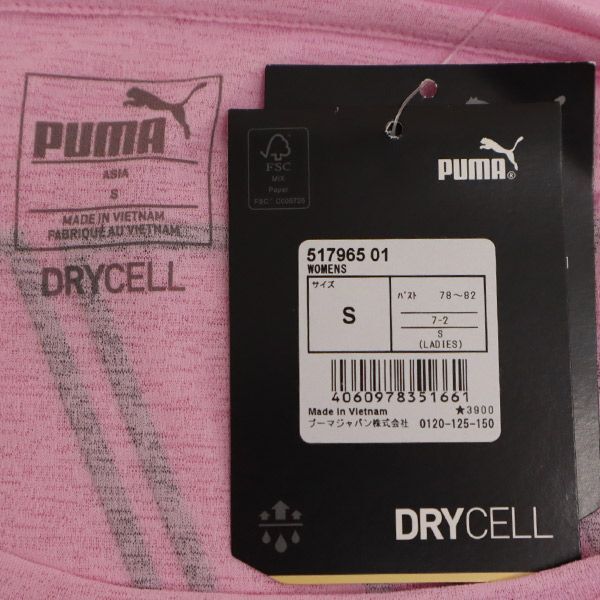 PUMA
ASIA
S
MADE IN VIETNAM
FABRIQUE AU VIETNAM
DRYCELL
FSC
MIX
Paper
PUMA®
517965 01
WOMENS
サイズ
S
バスト 78~82
7-2
S
(LADIES)
4060978351661
Made in Vietnam ★3900
プーマジャパン株式会社 0120-125-150
DRYCELL